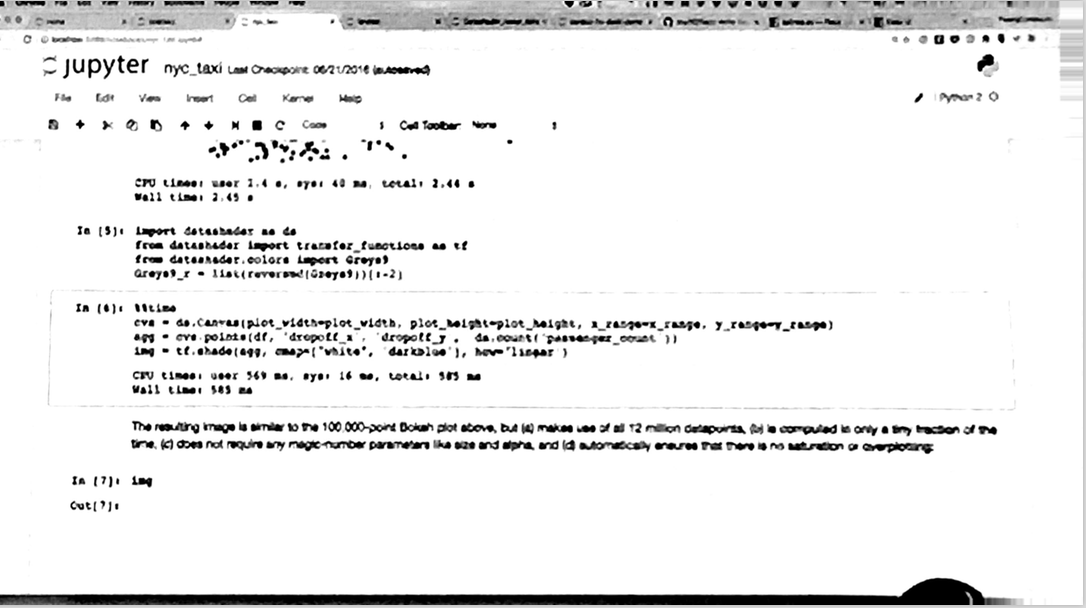 jupyter nyc_taxi Last Checkpoint: 06/21/2016 (autosaved)
File Edit View Insert Cell Kernel Help
Python 2
Code Cell Toolbar: None
CPU times: user 2.4 s, sys: 40 ms, total: 2.44 s
Wall time: 2.45 s
In [5]: import datashader as ds
from datashader import transfer_functions as tf
from datashader.colors import Greys9
Greys9_r = list(reversed(Greys9))[:-2]
In [6]: %%time
cvs = ds.Canvas(plot_width=plot_width, plot_height=plot_height, x_range=x_range, y_range=y_range)
agg = cvs.points(df, 'dropoff_x', 'dropoff_y', ds.count('passenger_count'))
img = tf.shade(agg, cmap=["white", 'darkblue'], how='linear')
CPU times: user 569 ms, sys: 16 ms, total: 585 ms
Wall time: 585 ms
The resulting image is similar to the 100,000-point Bokeh plot above, but (a) makes use of all 12 million datapoints, (b) is computed in only a tiny fraction of the
time, (c) does not require any magic-number parameters like size and alpha, and (d) automatically ensures that there is no saturation or overplotting:
In [7]: img
Out[7]: